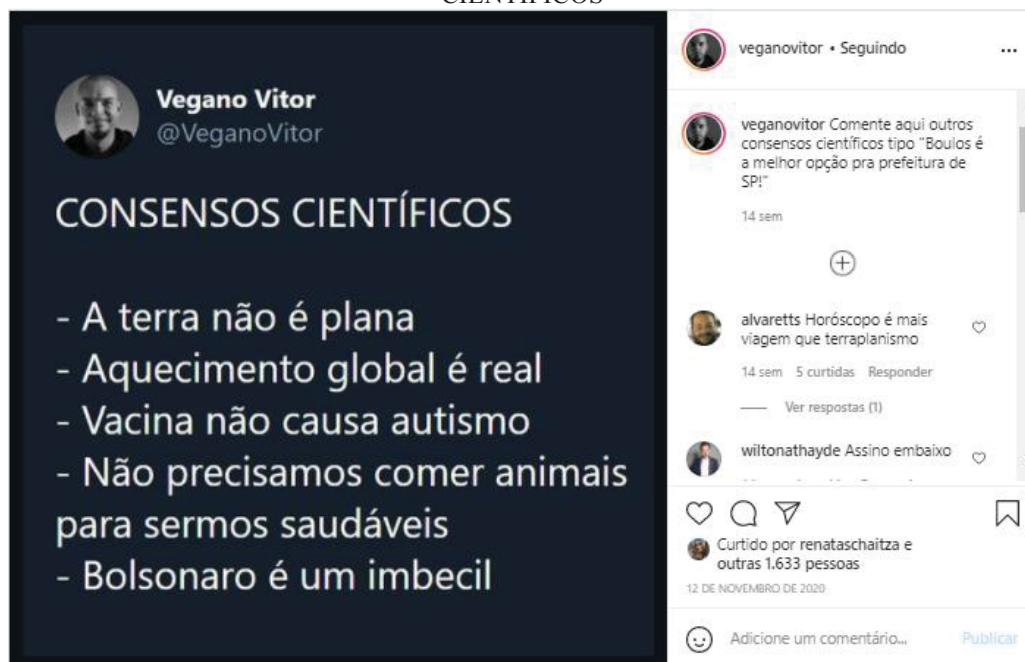 CIENTÍFICOS
Vegano Vitor
@VeganoVitor
CONSENSOS CIENTÍFICOS
- A terra não é plana
- Aquecimento global é real
- Vacina não causa autismo
- Não precisamos comer animais
para sermos saudáveis
- Bolsonaro é um imbecil
veganovitor • Seguindo
veganovitor Comente aqui outros
consensos científicos tipo "Boulos é
a melhor opção pra prefeitura de
SP!"
14 sem
alvaretts Horóscopo é mais
viagem que terraplanismo
14 sem 5 curtidas Responder
Ver respostas (1)
wiltonathayde Assino embaixo
Curtido por renataschaitza e
outras 1.633 pessoas
12 DE NOVEMBRO DE 2020
Adicione um comentário... Publicar